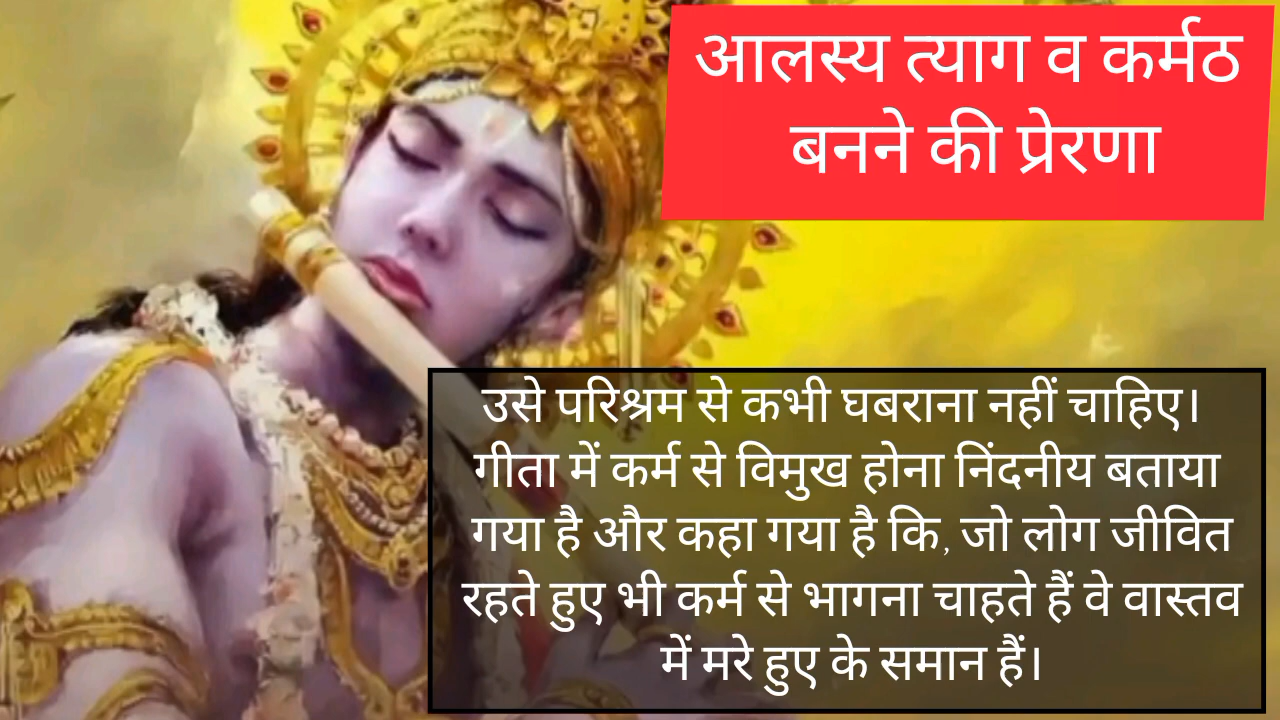 आलस्य त्याग व कर्मठ
बनने की प्रेरणा
उसे परिश्रम से कभी घबराना नहीं चाहिए।
गीता में कर्म से विमुख होना निंदनीय बताया
गया है और कहा गया है कि, जो लोग जीवित
रहते हुए भी कर्म से भागना चाहते हैं वे वास्तव
में मरे हुए के समान हैं।